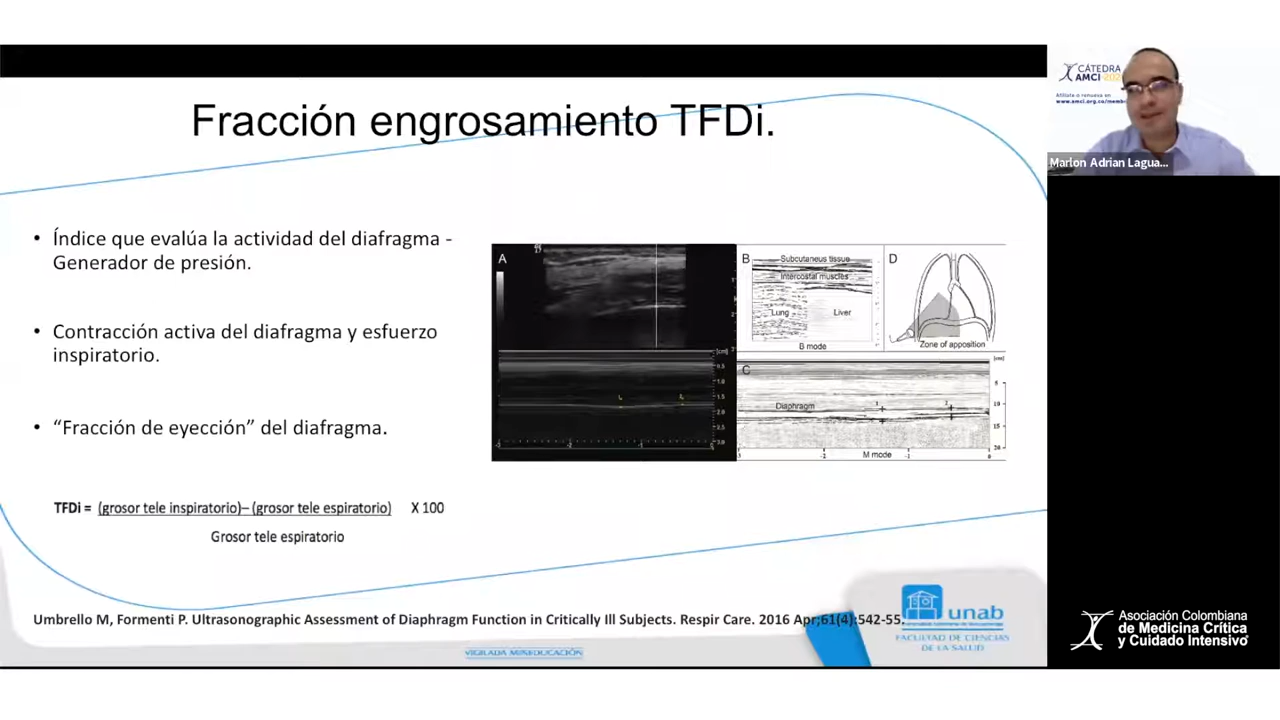 Fracción engrosamiento TFDi.
• Índice que evalúa la actividad del diafragma -
Generador de presión.
• Contracción activa del diafragma y esfuerzo
inspiratorio.
• “Fracción de eyección” del diafragma.
TFDi = (grosor tele inspiratorio)– (grosor tele espiratorio) X 100
Grosor tele espiratorio
A
B
Subcutaneus tissue
Intercostal muscles
Lung
Liver
B mode
D
Zone of apposition
C
Diaphragm
M mode
Umbrello M, Formenti P. Ultrasonographic Assessment of Diaphragm Function in Critically Ill Subjects. Respir Care. 2016 Apr;61(4):542-55.
unab
FACULTAD DE CIENCIAS
DE LA SALUD
VIGILADA MINEDUCACIÓN
CÁTEDRA
AMCI
Marlon Adrian Lagua...
Asociación Colombiana
de Medicina Crítica
y Cuidado Intensivo